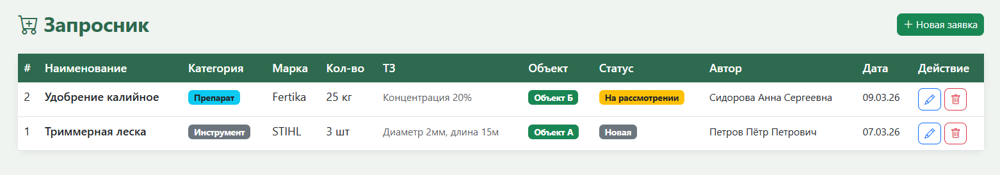 Запросник
+ Новая заявка
# Наименование Категория Марка Кол-во ТЗ Объект Статус Автор Дата Действие
2 Удобрение калийное Препарат Fertika 25 кг Концентрация 20% Объект Б На рассмотрении Сидорова Анна Сергеевна 09.03.26
1 Триммерная леска Инструмент STIHL 3 шт Диаметр 2мм, длина 15м Объект А Новая Петров Пётр Петрович 07.03.26